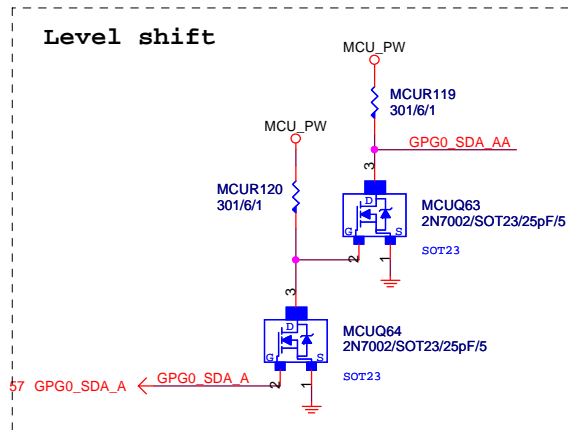 Level shift
MCU_PW
MCUR119
301/6/1
GPG0_SDA_AA
MCU_PW
3
MCUR120
301/6/1
D
G
S
MCUQ63
2N7002/SOT23/25pF/5
SOT23
2
1
3
D
G
S
MCUQ64
2N7002/SOT23/25pF/5
SOT23
57 GPG0_SDA_A
GPG0_SDA_A
2
1